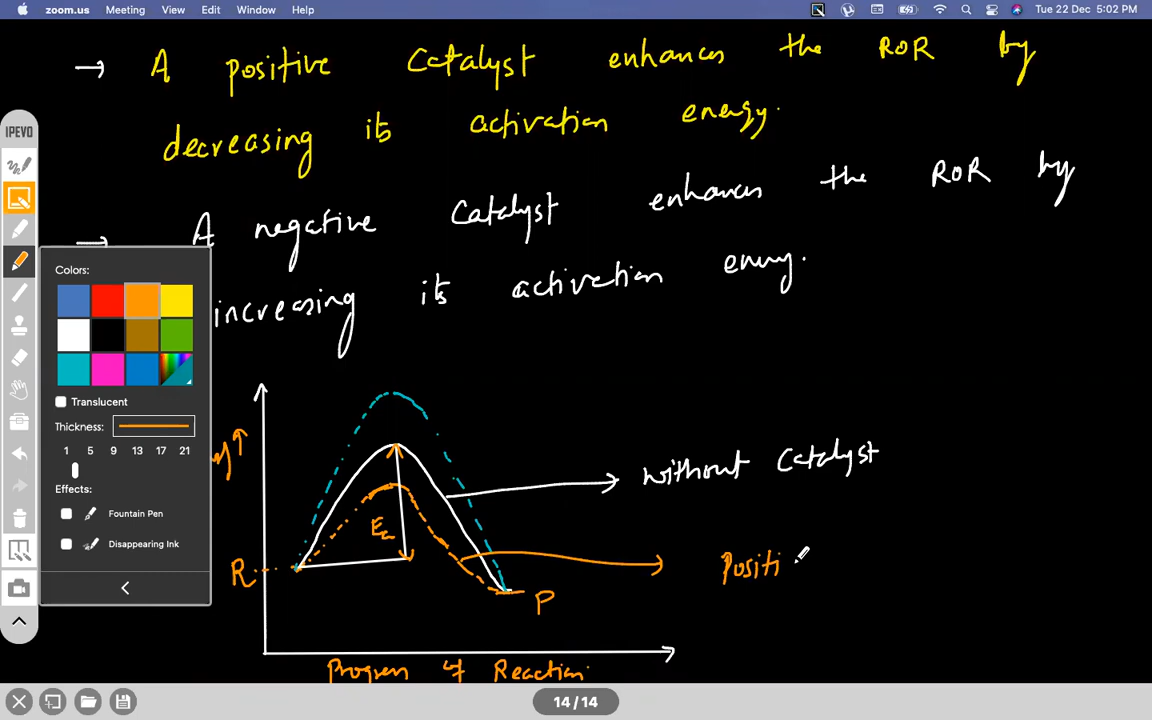 zoom.us Meeting View Edit Window Help Tue 22 Dec 5:02 PM
→ A positive Catalyst enhances the ROR by
decreasing its activation energy.
→ A negative Catalyst enhances the ROR by
increasing its activation
IPEVO
Colors:
Translucent
Thickness:
1 5 9 13 17 21
Effects:
Fountain Pen
Disappearing Ink
without Catalyst
Positi
R
P
Progress of Reaction
14/14